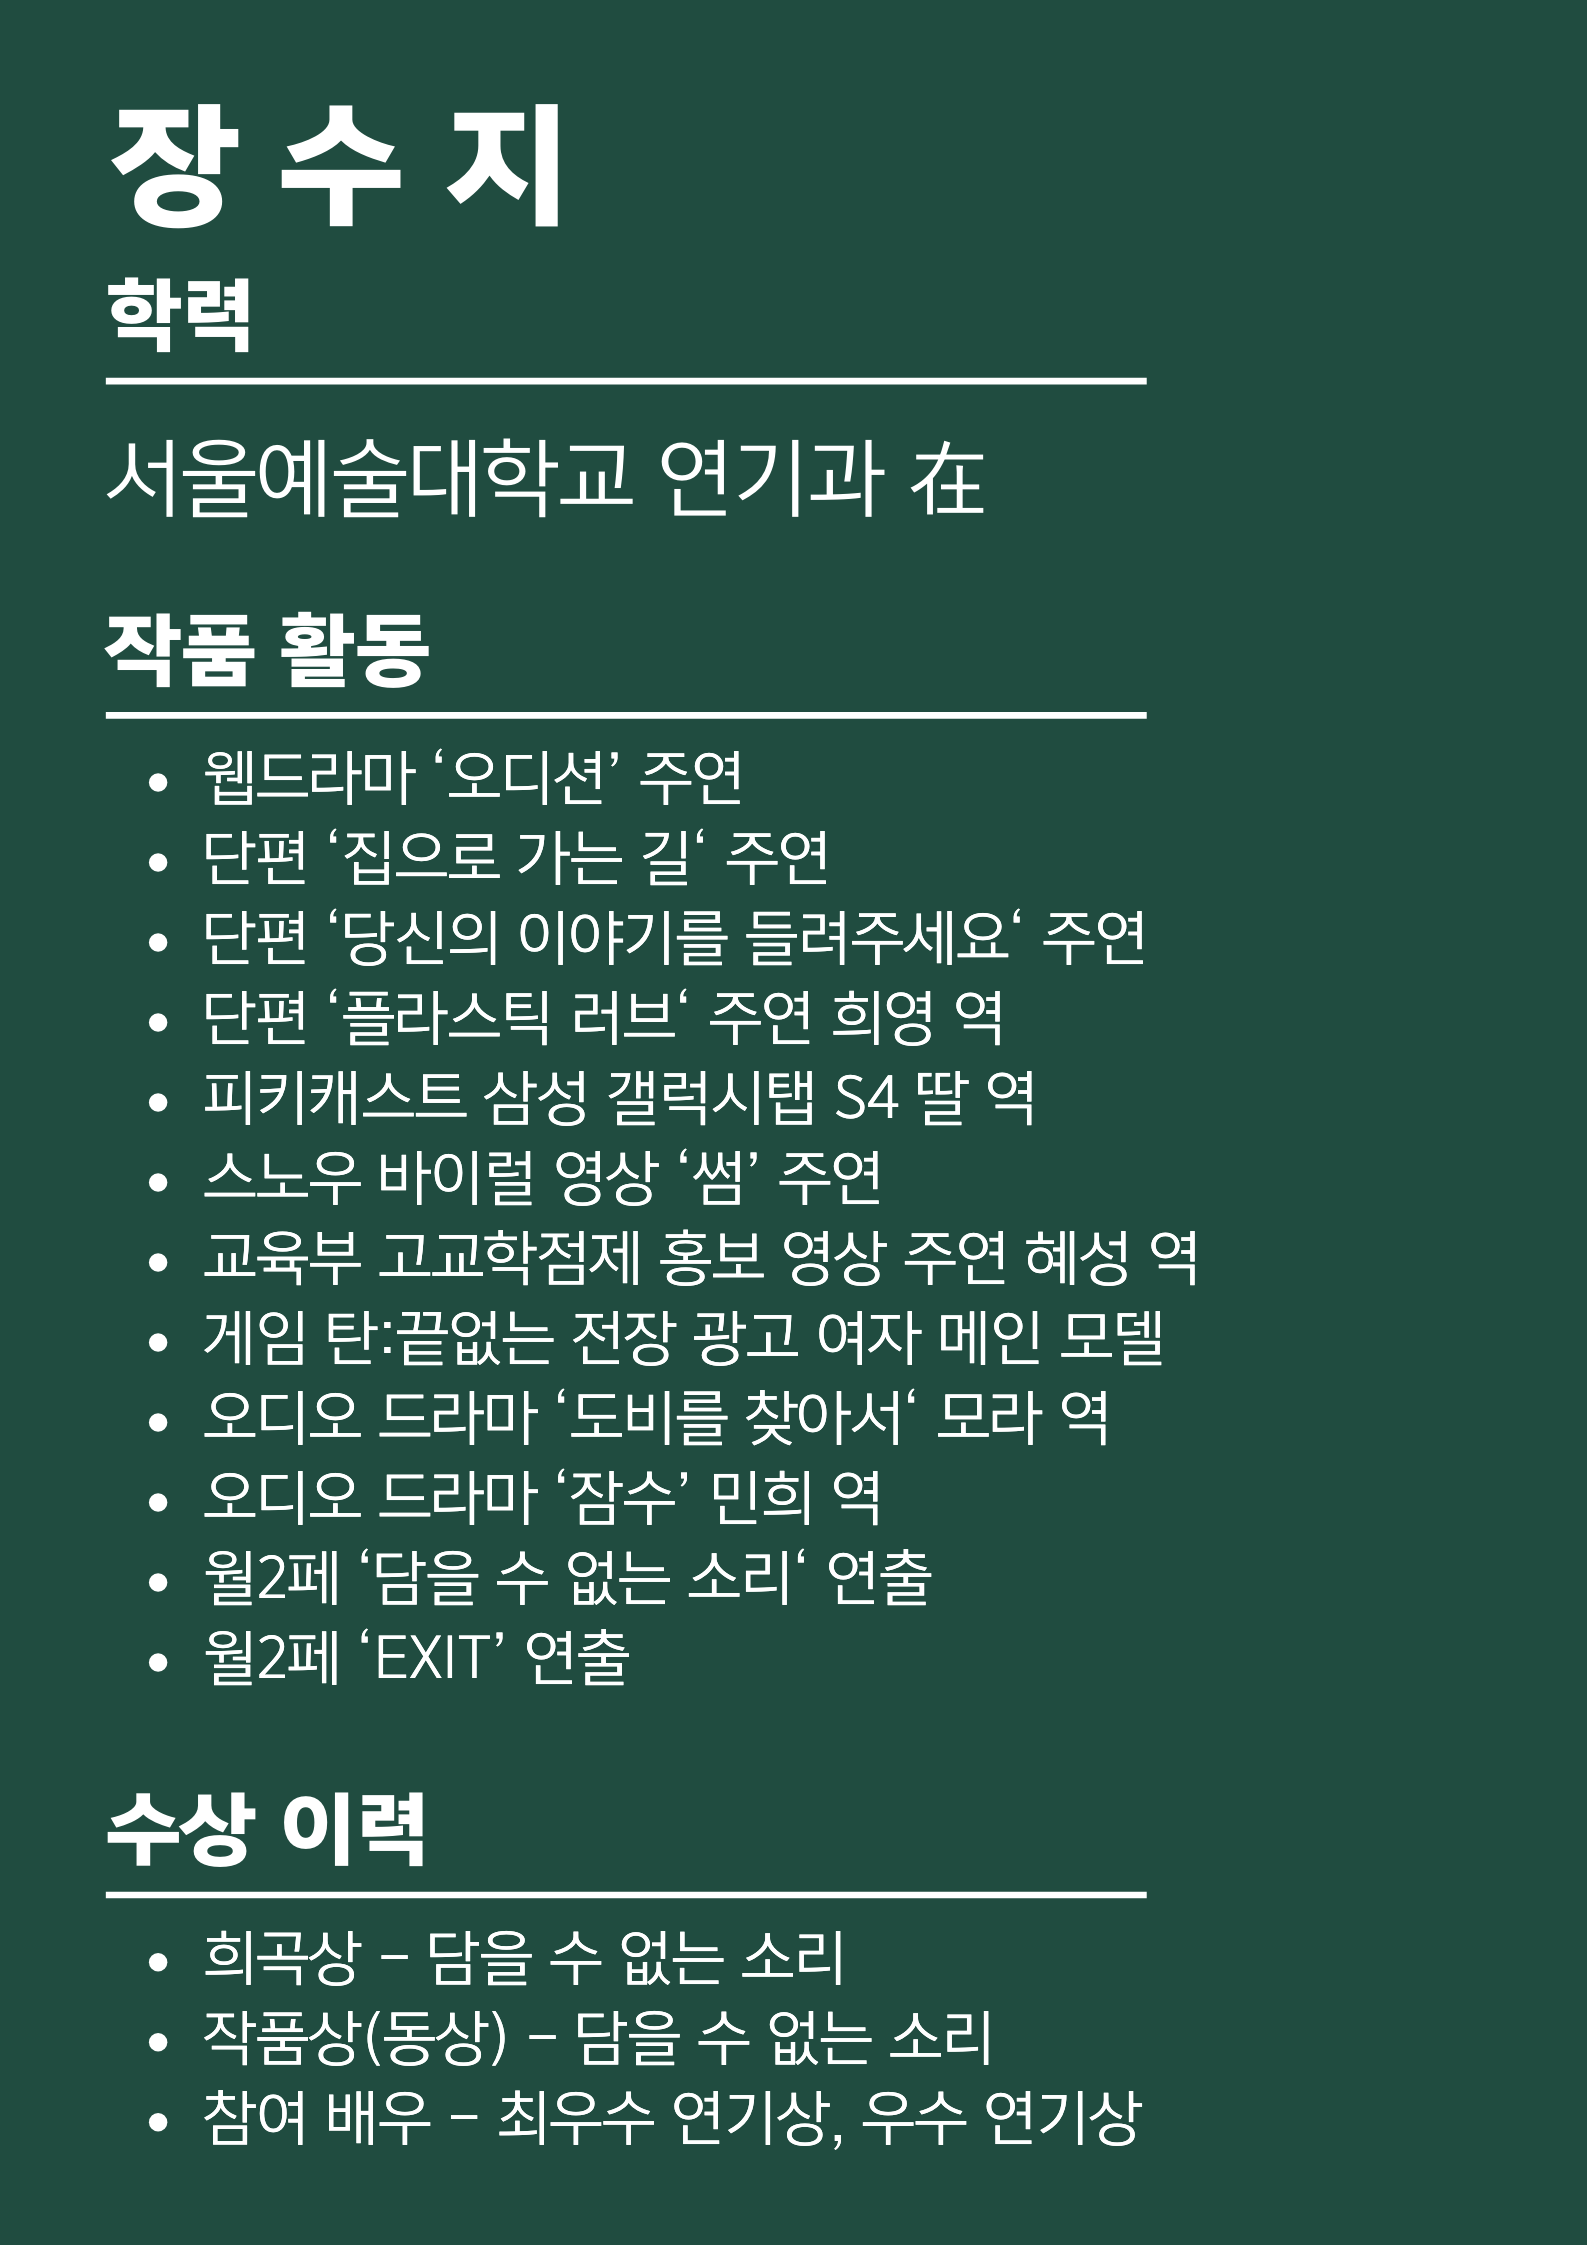 장 수 지
학력
서울예술대학교 연기과 在
작품 활동
• 웹드라마 ‘오디션’ 주연
• 단편 ‘집으로 가는 길‘ 주연
• 단편 ‘당신의 이야기를 들려주세요‘ 주연
• 단편 ‘플라스틱 러브‘ 주연 희영 역
• 피키캐스트 삼성 갤럭시탭 S4 딸 역
• 스노우 바이럴 영상 ‘썸’ 주연
• 교육부 고교학점제 홍보 영상 주연 혜성 역
• 게임 탄:끝없는 전장 광고 여자 메인 모델
• 오디오 드라마 ‘도비를 찾아서‘ 모라 역
• 오디오 드라마 ‘잠수’ 민희 역
• 월2페 ‘담을 수 없는 소리‘ 연출
• 월2페 ‘EXIT’ 연출
수상 이력
• 희곡상 – 담을 수 없는 소리
• 작품상(동상) – 담을 수 없는 소리
• 참여 배우 – 최우수 연기상, 우수 연기상